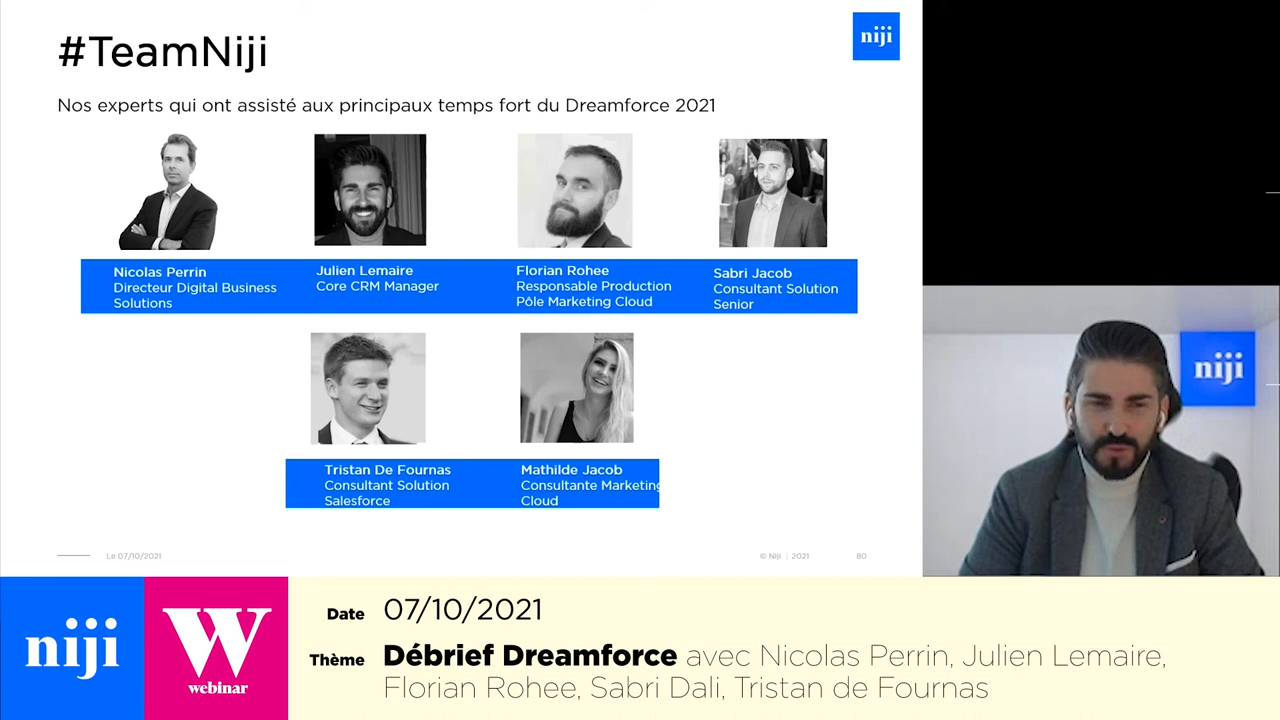 #TeamNiji
niji
Nos experts qui ont assisté aux principaux temps fort du Dreamforce 2021
Nicolas Perrin
Directeur Digital Business
Solutions
Julien Lemaire
Core CRM Manager
Florian Rohee
Responsable Production
Pôle Marketing Cloud
Sabri Jacob
Consultant Solution
Senior
Tristan De Fournas
Consultant Solution
Salesforce
Mathilde Jacob
Consultante Marketing
Cloud
Le 07/10/2021
© Niji | 2021
80
niji
niji
W
webinar
Date 07/10/2021
Thème Débrief Dreamforce avec Nicolas Perrin, Julien Lemaire,
Florian Rohee, Sabri Dali, Tristan de Fournas